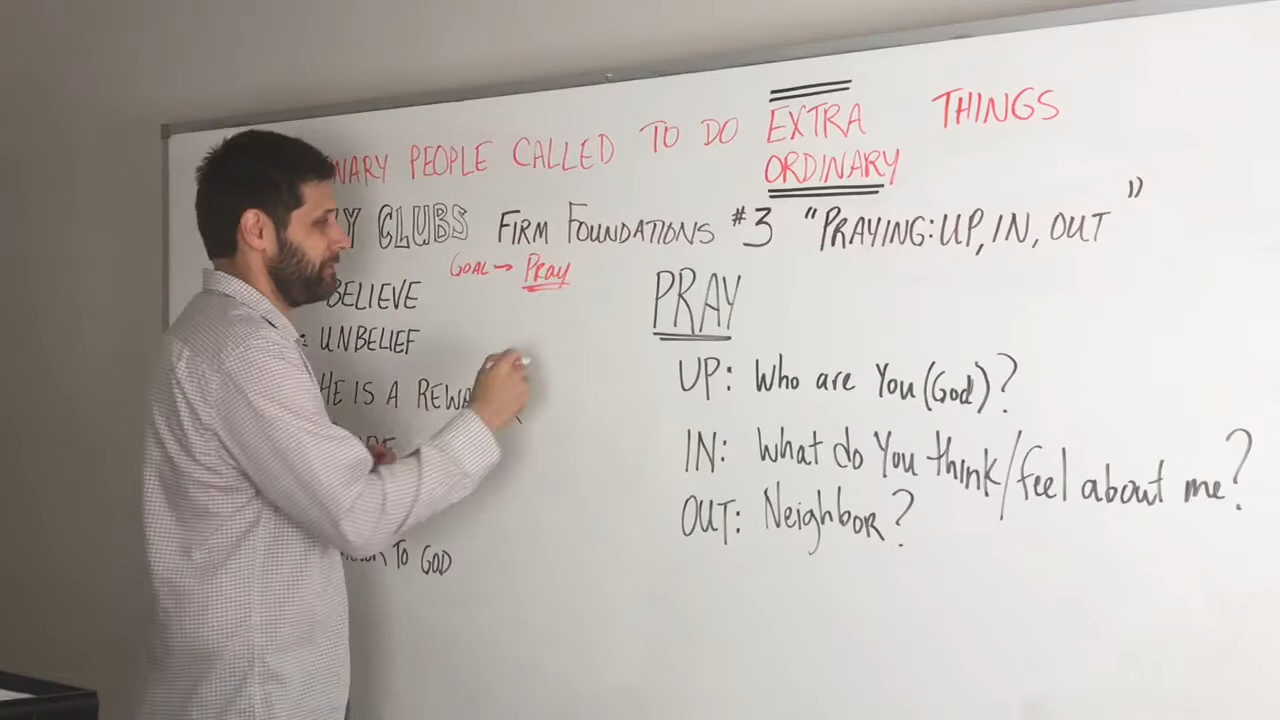 PEOPLE CALLED TO DO EXTRA ORDINARY THINGS
CLUBS FIRM FOUNDATIONS #3 "PRAYING: UP, IN, OUT"
GOAL → PRAY
BELIEVE
UNBELIEF
HE IS A
TO GOD
PRAY
UP: Who are You (God)?
IN: What do You think/feel about me?
OUT: Neighbor?